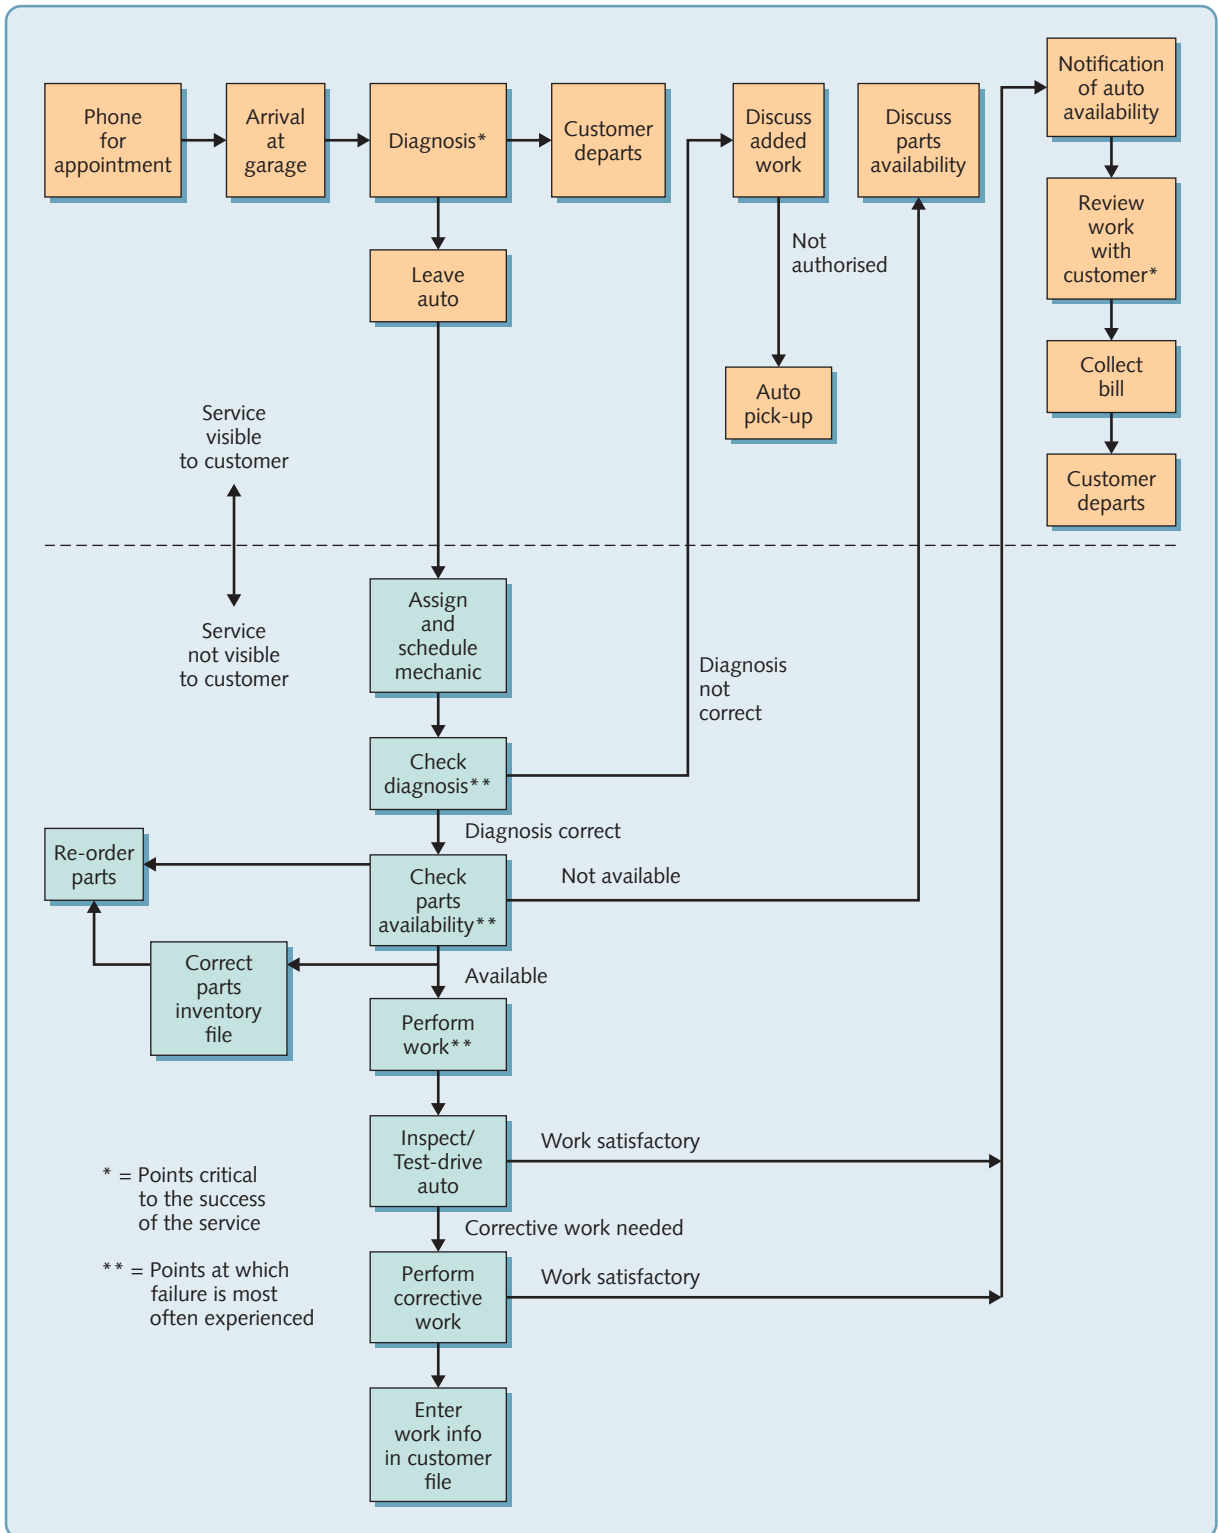 Phone
for
appointment
Arrival
at
garage
Diagnosis*
Customer
departs
Discuss
added
work
Discuss
parts
availability
Notification
of auto
availability
Leave
auto
Not
authorised
Review
work
with
customer*
Auto
pick-up
Collect
bill
Customer
departs
Service
visible
to customer
Service
not visible
to customer
Assign
and
schedule
mechanic
Diagnosis
not
correct
Check
diagnosis**
Diagnosis correct
Re-order
parts
Check
parts
availability**
Not available
Correct
parts
inventory
file
Available
Perform
work**
Inspect/
Test-drive
auto
Work satisfactory
Corrective work needed
Perform
corrective
work
Work satisfactory
Enter
work info
in customer
file
* = Points critical
to the success
of the service
** = Points at which
failure is most
often experienced